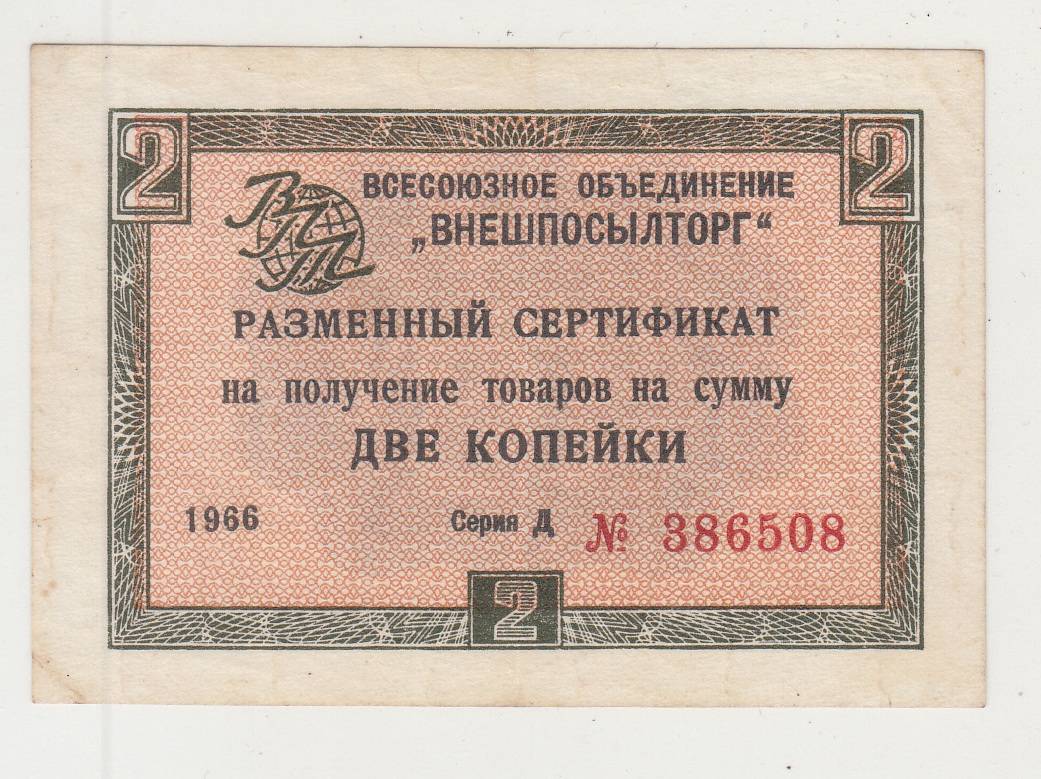 2 2
ВПТ
ВСЕСОЮЗНОЕ ОБЪЕДИНЕНИЕ
„ВНЕШПОСЫЛТОРГ“
РАЗМЕННЫЙ СЕРТИФИКАТ
на получение товаров на сумму
ДВЕ КОПЕЙКИ
1966 Серия Д № 386508
2